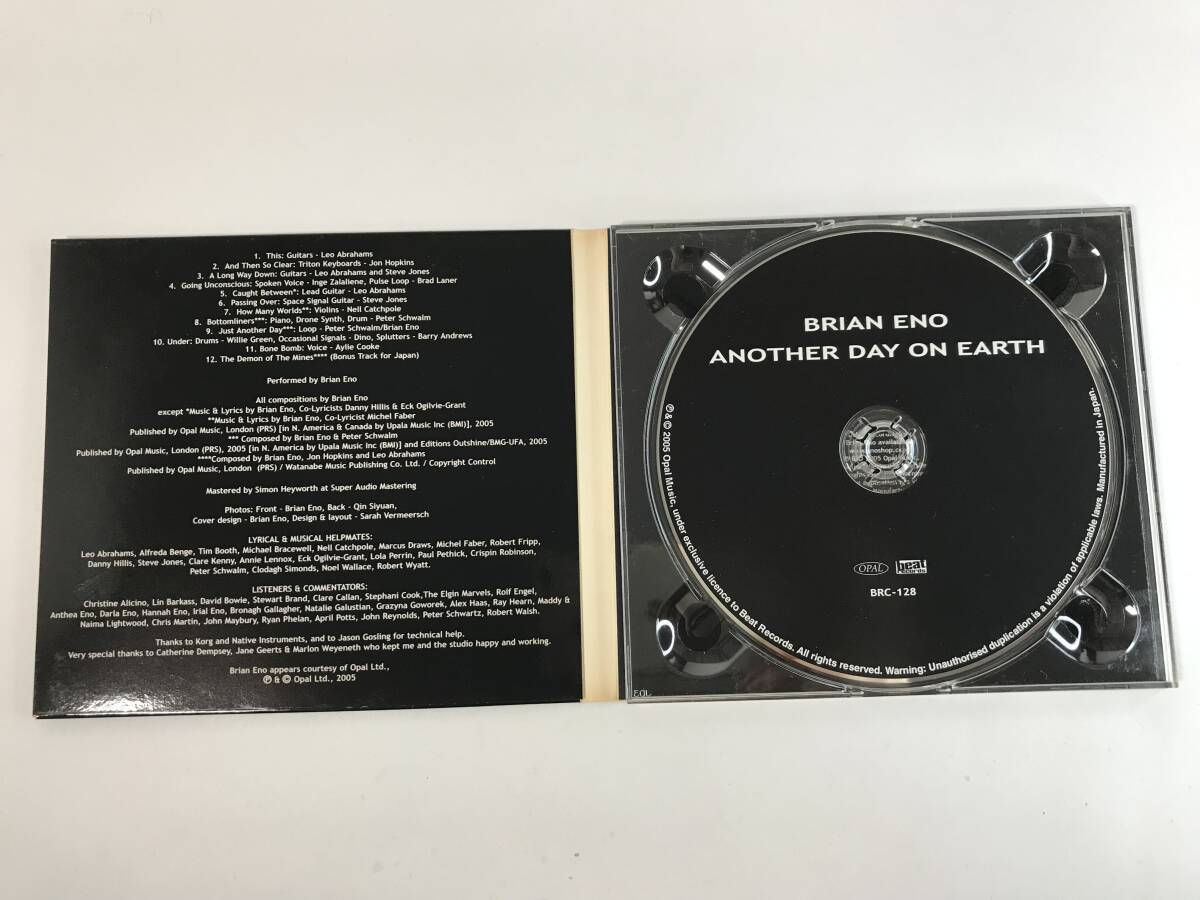 1. This: Guitars - Leo Abrahams
2. And Then So Clear: Triton Keyboards - Jon Hopkins
3. A Long Way Down: Guitars - Leo Abrahams and Steve Jones
4. Going Unconscious: Spoken Voice - Inge Zalaliene, Pulse Loop - Brad Laner
5. Caught Between*: Lead Guitar - Leo Abrahams
6. Passing Over: Space Signal Guitar - Steve Jones
7. How Many Worlds**: Violins - Nell Catchpole
8. Bottomliners***: Piano, Drone Synth, Drum - Peter Schwalm
9. Just Another Day***: Loop - Peter Schwalm/Brian Eno
10. Under: Drums - Willie Green, Occasional Signals - Dino, Splutters - Barry Andrews
11. Bone Bomb: Voice - Aylie Cooke
12. The Demon of The Mines**** (Bonus Track for Japan)
Performed by Brian Eno
All compositions by Brian Eno
except *Music & Lyrics by Brian Eno, Co-Lyricists Danny Hillis & Eck Ogilvie-Grant
**Music & Lyrics by Brian Eno, Co-Lyricist Michel Faber
Published by Opal Music, London (PRS) [in N. America & Canada by Upala Music Inc (BMI)], 2005
*** Composed by Brian Eno & Peter Schwalm
Published by Opal Music, London (PRS), 2005 [in N. America by Upala Music Inc (BMI)] and Editions Outshine/BMG-UFA, 2005
****Composed by Brian Eno, Jon Hopkins and Leo Abrahams
Published by Opal Music, London (PRS) / Watanabe Music Publishing Co. Ltd. / Copyright Control
Mastered by Simon Heyworth at Super Audio Mastering
Photos: Front - Brian Eno, Back - Qin Siyuan,
Cover design - Brian Eno, Design & layout - Sarah Vermeersch
LYRICAL & MUSICAL HELPMATES:
Leo Abrahams, Alfreda Benge, Tim Booth, Michael Bracewell, Nell Catchpole, Marcus Draws, Michel Faber, Robert Fripp,
Danny Hillis, Steve Jones, Clare Kenny, Annie Lennox, Eck Ogilvie-Grant, Lola Perrin, Paul Pethick, Crispin Robinson,
Peter Schwalm, Clodagh Simonds, Noel Wallace, Robert Wyatt.
LISTENERS & COMMENTATORS:
Christine Alicino, Lin Barkass, David Bowie, Stewart Brand, Clare Callan, Stephani Cook,The Elgin Marvels, Rolf Engel,
Anthea Eno, Darla Eno, Hannah Eno, Irial Eno, Bronagh Gallagher, Natalie Galustian, Grazyna Goworek, Alex Haas, Ray Hearn, Maddy &
Naima Lightwood, Chris Martin, John Maybury, Ryan Phelan, April Potts, John Reynolds, Peter Schwartz, Robert Walsh.
Thanks to Korg and Native Instruments, and to Jason Gosling for technical help.
Very special thanks to Catherine Dempsey, Jane Geerts & Marlon Weyeneth who kept me and the studio happy and working.
Brian Eno appears courtesy of Opal Ltd.,
℗ & © Opal Ltd., 2005
BRIAN ENO
ANOTHER DAY ON EARTH
OPAL
BRC-128
℗ & © 2005 Opal Music, under exclusive licence to Beat Records. All rights reserved. Warning: Unauthorised duplication is a violation of applicable laws. Manufactured in Japan.